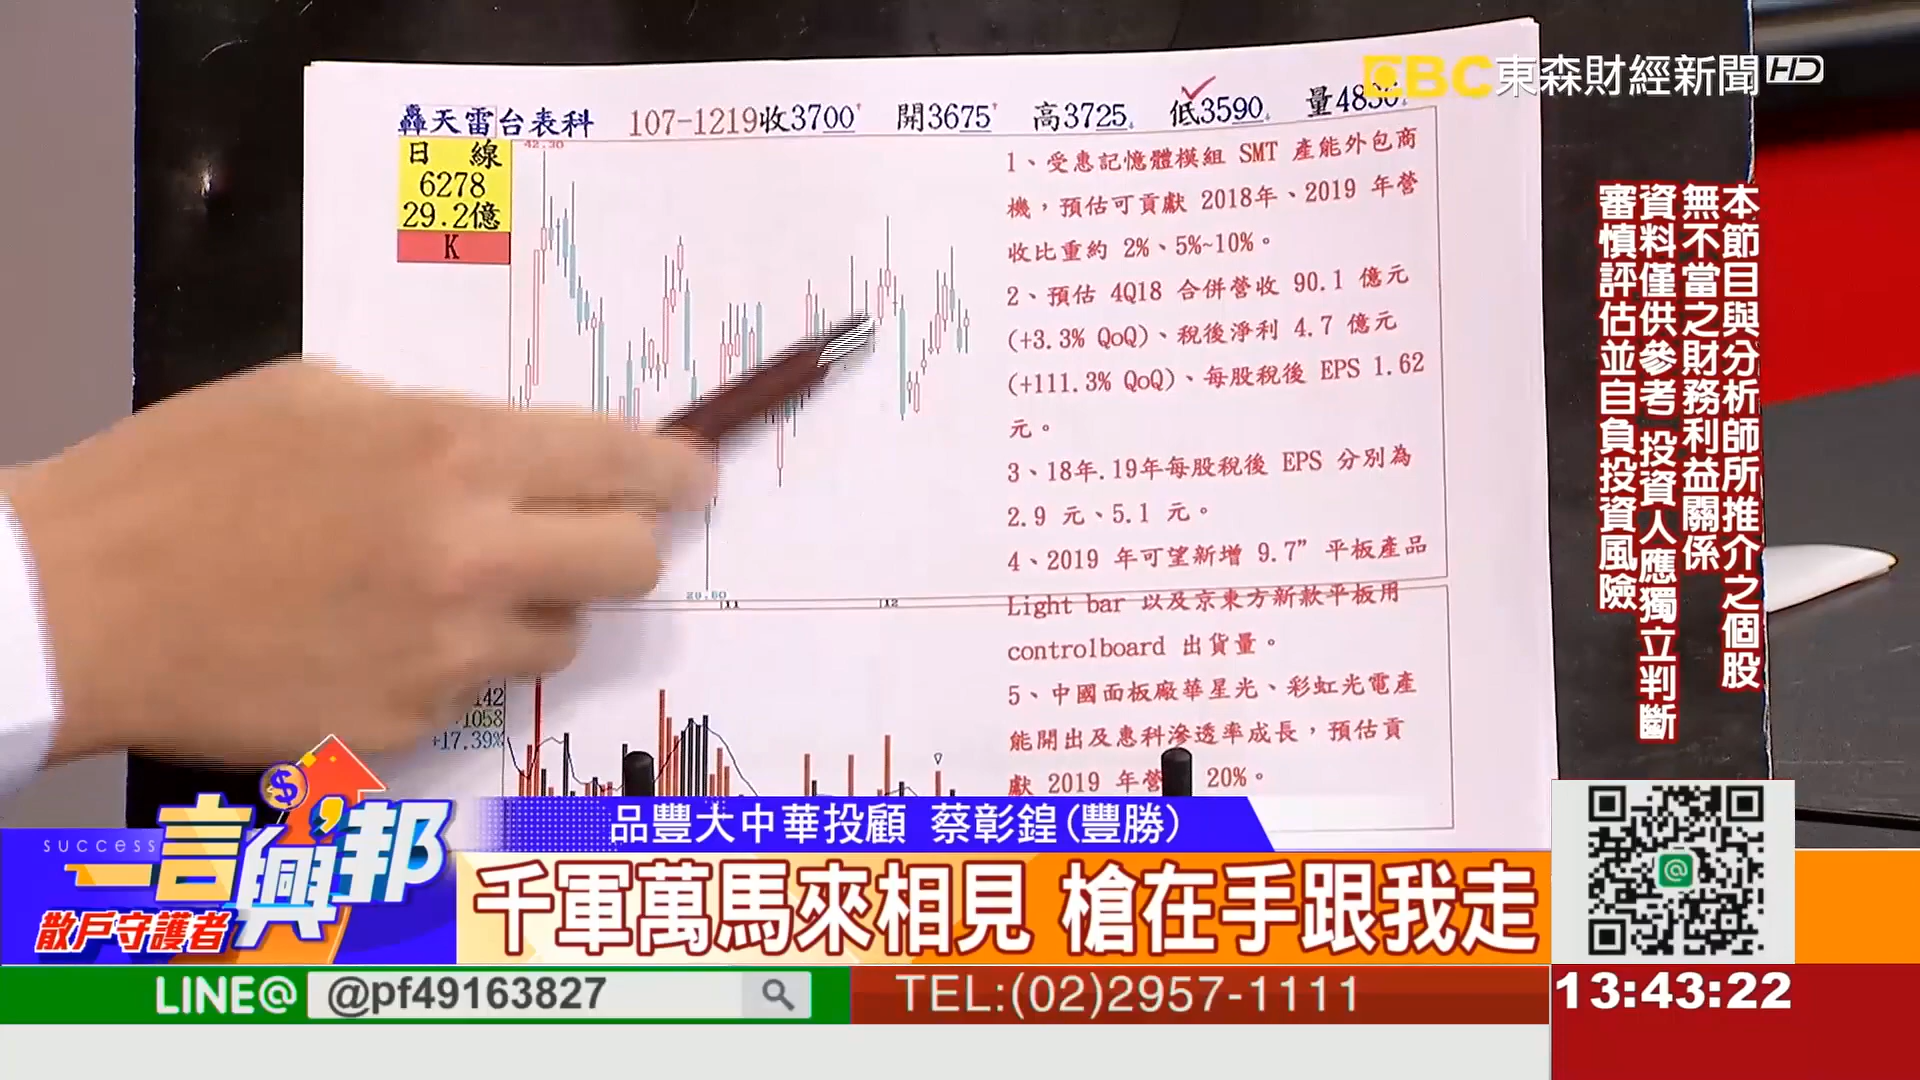 EBC 東森財經新聞 HD
轟天雷台表科 107-1219收3700 開3675 高3725 低3590
日 線
6278
29.2億
K
42.30
1、受惠記憶體模組 SMT 產能外包商
機，預估可貢獻 2018年、2019 年營
收比重約 2%、5%~10%。
2、預估 4Q18 合併營收 90.1 億元
(+3.3% QoQ)、稅後淨利 4.7 億元
(+111.3% QoQ)、每股稅後 EPS 1.62
元。
3、18年.19年每股稅後 EPS 分別為
2.9 元、5.1 元。
4、2019 年可望新增 9.7” 平板產品
Light bar 以及京東方新款平板用
controlboard 出貨量。
5、中國面板廠華星光、彩虹光電產
能開出及惠科滲透率成長，預估貢
獻 2019 年營 20%。
11
12
142
1058
+17.39%
本節目與分析師所推介之個股
無不當之財務利益關係
資料僅供參考 投資人應獨立判斷
審慎評估並自負投資風險
success
一言興邦
散戶守護者
品豐大中華投顧 蔡彰鍠(豐勝)
千軍萬馬來相見 槍在手跟我走
LINE@ @pf49163827
TEL:(02)2957-1111
13:43:22